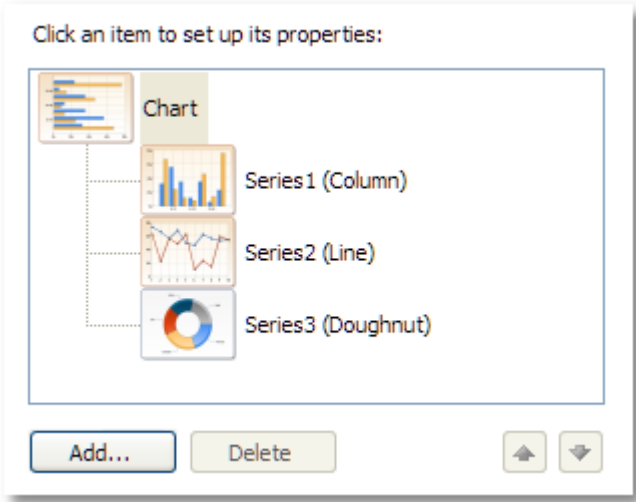 Click an item to set up its properties:
Chart
Series1 (Column)
Series2 (Line)
Series3 (Doughnut)
Add...
Delete